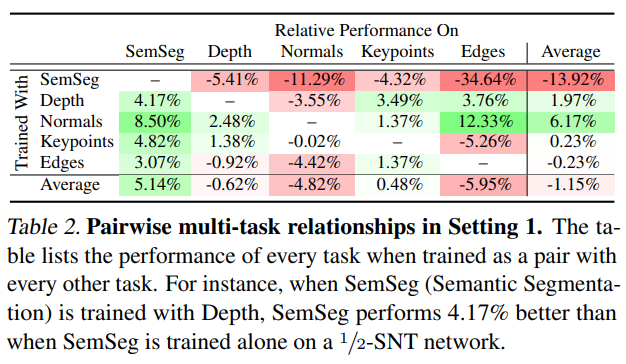 Relative Performance On
SemSeg Depth Normals Keypoints Edges Average
Trained With
SemSeg – -5.41% -11.29% -4.32% -34.64% -13.92%
Depth 4.17% – -3.55% 3.49% 3.76% 1.97%
Normals 8.50% 2.48% – 1.37% 12.33% 6.17%
Keypoints 4.82% 1.38% -0.02% – -5.26% 0.23%
Edges 3.07% -0.92% -4.42% 1.37% – -0.23%
Average 5.14% -0.62% -4.82% 0.48% -5.95% -1.15%
Table 2. Pairwise multi-task relationships in Setting 1. The ta-
ble lists the performance of every task when trained as a pair with
every other task. For instance, when SemSeg (Semantic Segmenta-
tion) is trained with Depth, SemSeg performs 4.17% better than
when SemSeg is trained alone on a 1/2-SNT network.